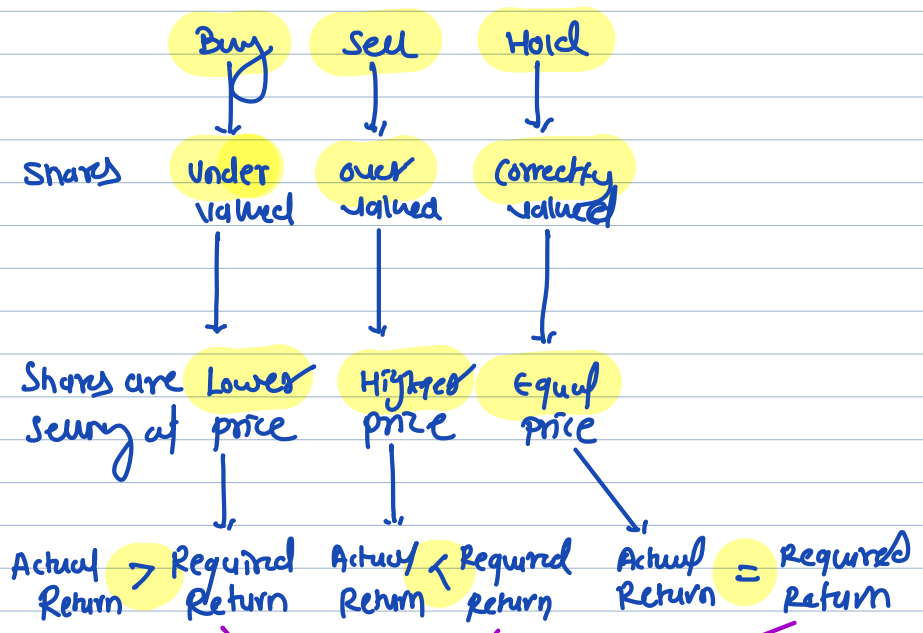 Buy Sell Hold
Shares Under over Correctly
valued valued valued
Shares are Lower Higher Equal
selling at price price price
Actual > Required Actual < Required Actual = Required
Return Return Return Return Return Return